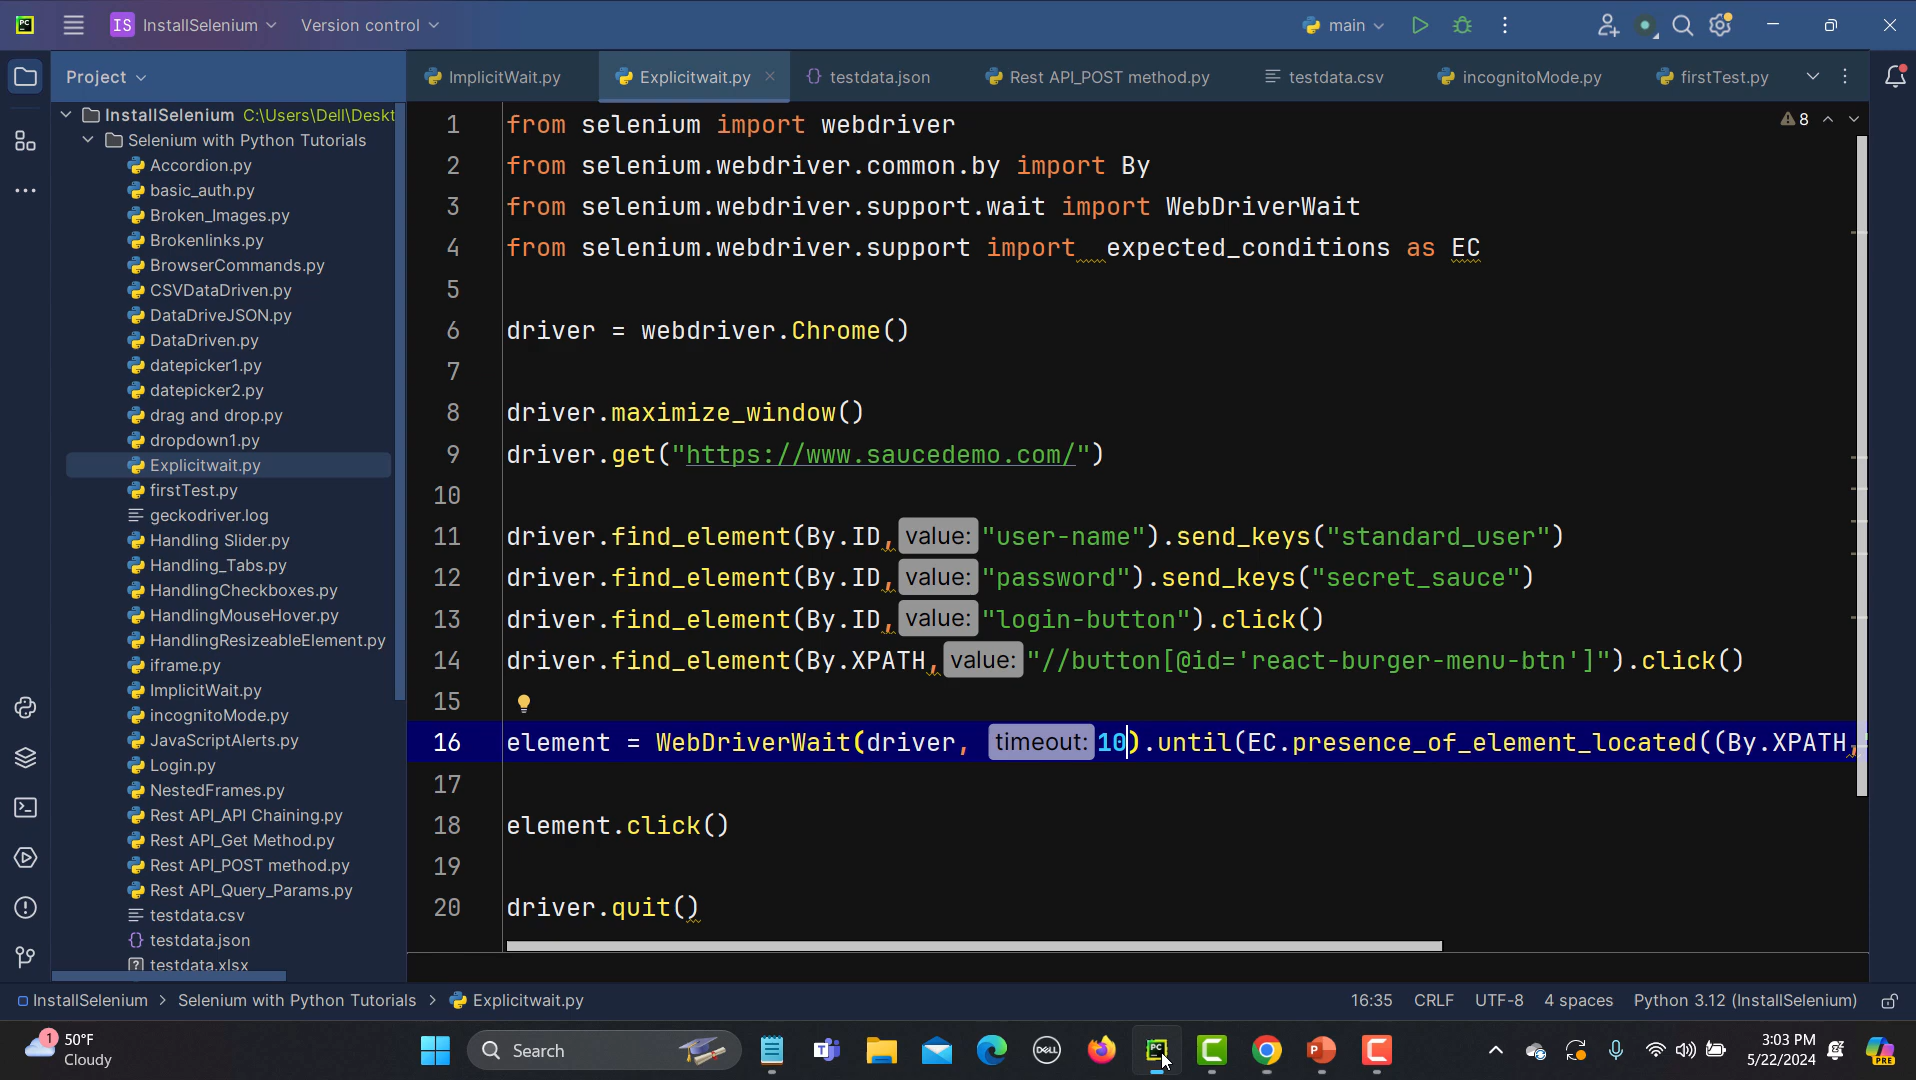 PC
IS InstallSelenium
Version control
main
Project
ImplicitWait.py
Explicitwait.py
testdata.json
Rest API_POST method.py
testdata.csv
incognitoMode.py
firstTest.py
InstallSelenium C:\Users\Dell\Deskt
Selenium with Python Tutorials
Accordion.py
basic_auth.py
Broken_Images.py
Brokenlinks.py
BrowserCommands.py
CSVDataDriven.py
DataDriveJSON.py
DataDriven.py
datepicker1.py
datepicker2.py
drag and drop.py
dropdown1.py
Explicitwait.py
firstTest.py
geckodriver.log
Handling Slider.py
Handling_Tabs.py
HandlingCheckboxes.py
HandlingMouseHover.py
HandlingResizeableElement.py
iframe.py
ImplicitWait.py
incognitoMode.py
JavaScriptAlerts.py
Login.py
NestedFrames.py
Rest API_API Chaining.py
Rest API_Get Method.py
Rest API_POST method.py
Rest API_Query_Params.py
testdata.csv
testdata.json
testdata.xlsx
8
1 from selenium import webdriver
2 from selenium.webdriver.common.by import By
3 from selenium.webdriver.support.wait import WebDriverWait
4 from selenium.webdriver.support import  expected_conditions as EC
5
6 driver = webdriver.Chrome()
7
8 driver.maximize_window()
9 driver.get("https://www.saucedemo.com/")
10
11 driver.find_element(By.ID, value: "user-name").send_keys("standard_user")
12 driver.find_element(By.ID, value: "password").send_keys("secret_sauce")
13 driver.find_element(By.ID, value: "login-button").click()
14 driver.find_element(By.XPATH, value: "//button[@id='react-burger-menu-btn']").click()
15
16 element = WebDriverWait(driver, timeout: 10).until(EC.presence_of_element_located((By.XPATH,
17
18 element.click()
19
20 driver.quit()
InstallSelenium > Selenium with Python Tutorials > Explicitwait.py
16:35 CRLF UTF-8 4 spaces Python 3.12 (InstallSelenium)
1
50°F
Cloudy
Search
DELL
PC
3:03 PM
5/22/2024
PRE